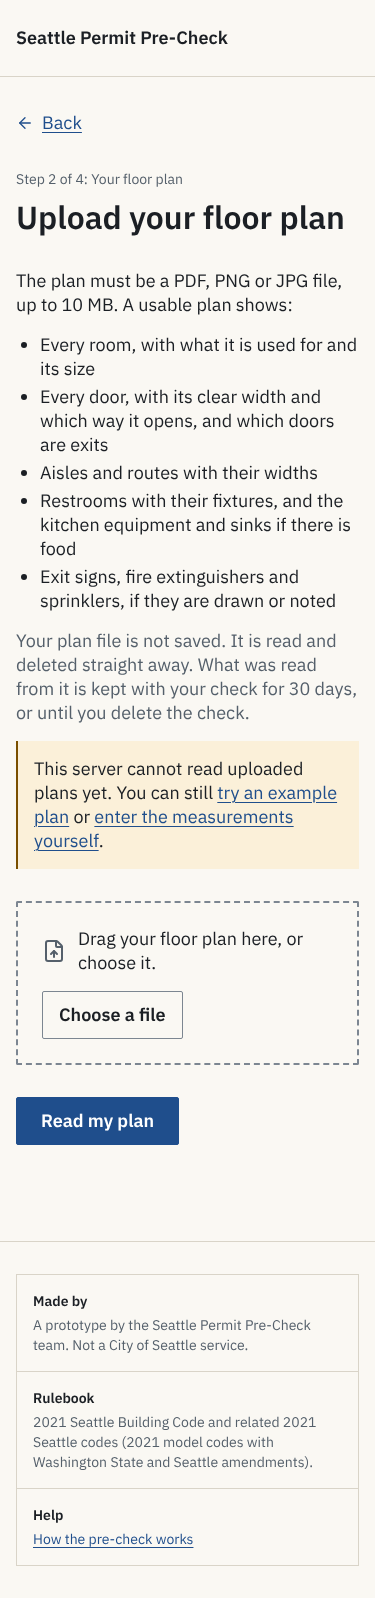 Seattle Permit Pre-Check
Back
Step 2 of 4: Your floor plan
Upload your floor plan
The plan must be a PDF, PNG or JPG file,
up to 10 MB. A usable plan shows:
Every room, with what it is used for and
its size
Every door, with its clear width and
which way it opens, and which doors
are exits
Aisles and routes with their widths
Restrooms with their fixtures, and the
kitchen equipment and sinks if there is
food
Exit signs, fire extinguishers and
sprinklers, if they are drawn or noted
Your plan file is not saved. It is read and
deleted straight away. What was read
from it is kept with your check for 30 days,
or until you delete the check.
This server cannot read uploaded
plans yet. You can still try an example
plan or enter the measurements
yourself.
Drag your floor plan here, or
choose it.
Choose a file
Read my plan
Made by
A prototype by the Seattle Permit Pre-Check
team. Not a City of Seattle service.
Rulebook
2021 Seattle Building Code and related 2021
Seattle codes (2021 model codes with
Washington State and Seattle amendments).
Help
How the pre-check works